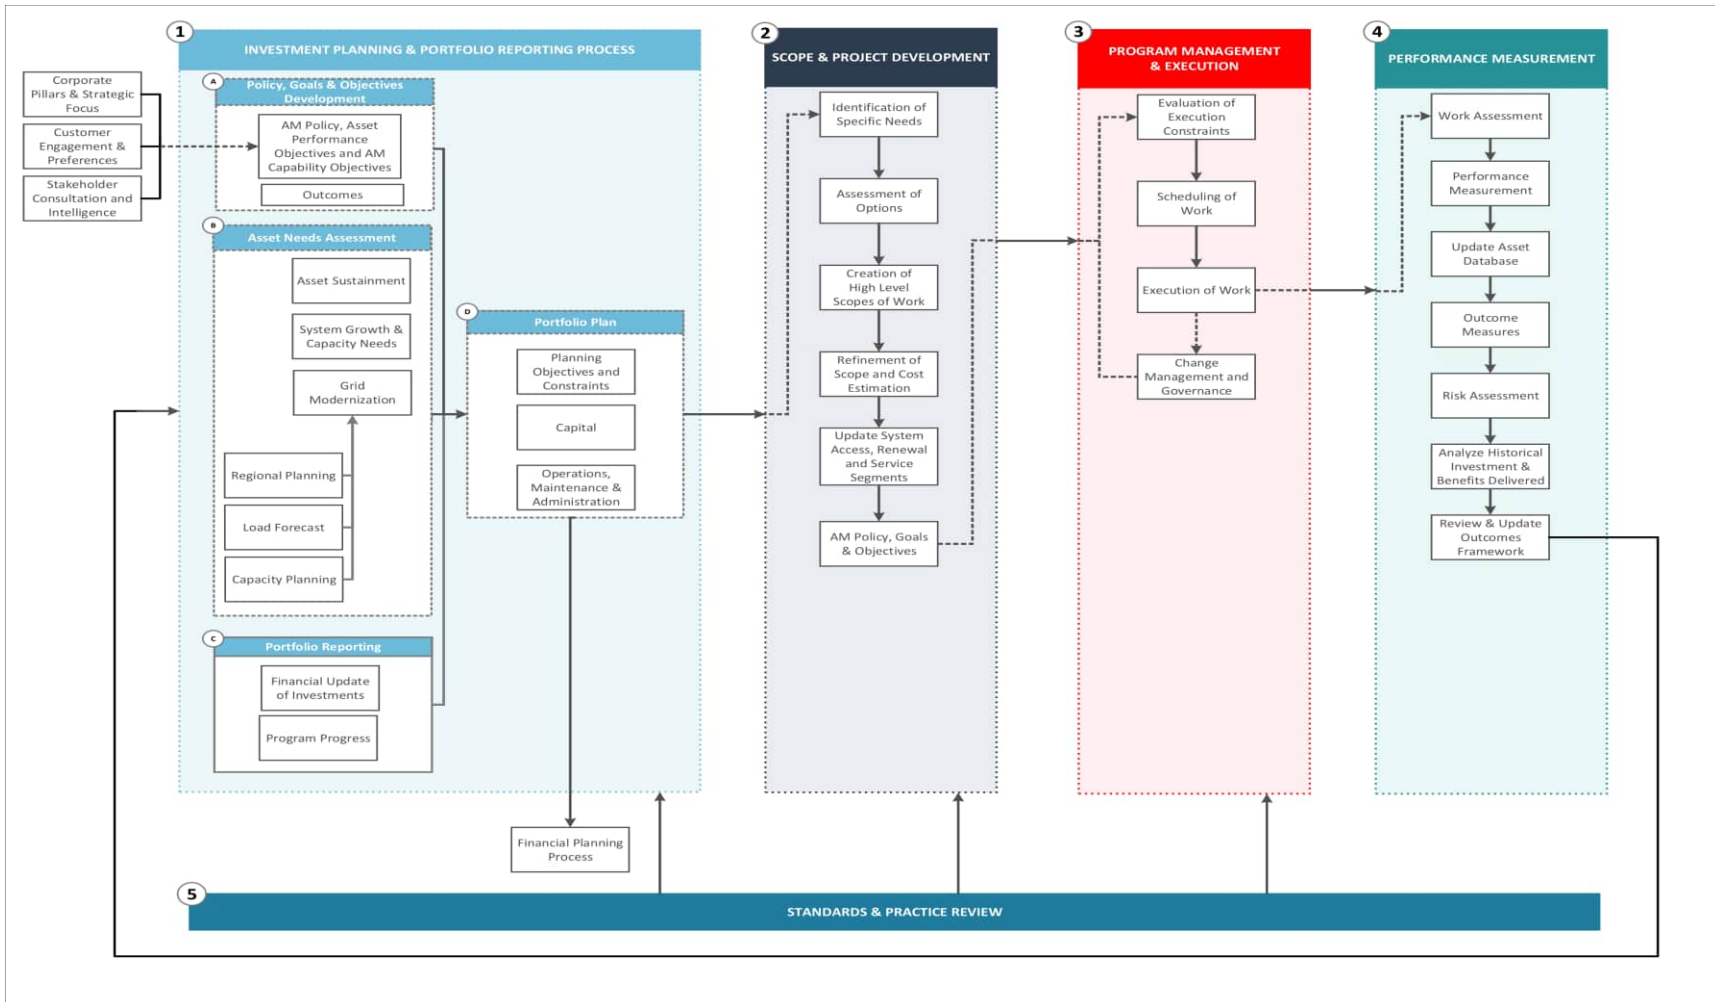 1
INVESTMENT PLANNING & PORTFOLIO REPORTING PROCESS
Corporate
Pillars & Strategic
Focus
Customer
Engagement &
Preferences
Stakeholder
Consultation and
Intelligence
A
Policy, Goals & Objectives
Development
AM Policy, Asset
Performance
Objectives and AM
Capability Objectives
Outcomes
B
Asset Needs Assessment
Asset Sustainment
System Growth &
Capacity Needs
Grid
Modernization
Regional Planning
Load Forecast
Capacity Planning
C
Portfolio Reporting
Financial Update
of Investments
Program Progress
D
Portfolio Plan
Planning
Objectives and
Constraints
Capital
Operations,
Maintenance &
Administration
Financial Planning
Process
2
SCOPE & PROJECT DEVELOPMENT
Identification of
Specific Needs
Assessment of
Options
Creation of
High Level
Scopes of Work
Refinement of
Scope and Cost
Estimation
Update System
Access, Renewal
and Service
Segments
AM Policy, Goals
& Objectives
3
PROGRAM MANAGEMENT
& EXECUTION
Evaluation of
Execution
Constraints
Scheduling of
Work
Execution of Work
Change
Management and
Governance
4
PERFORMANCE MEASUREMENT
Work Assessment
Performance
Measurement
Update Asset
Database
Outcome
Measures
Risk Assessment
Analyze Historical
Investment &
Benefits Delivered
Review & Update
Outcomes
Framework
5
STANDARDS & PRACTICE REVIEW